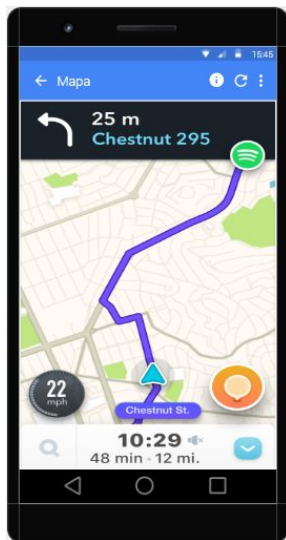 15:45
Mapa
25 m
Chestnut 295
22
mph
Chestnut St.
10:29
48 min · 12 mi.